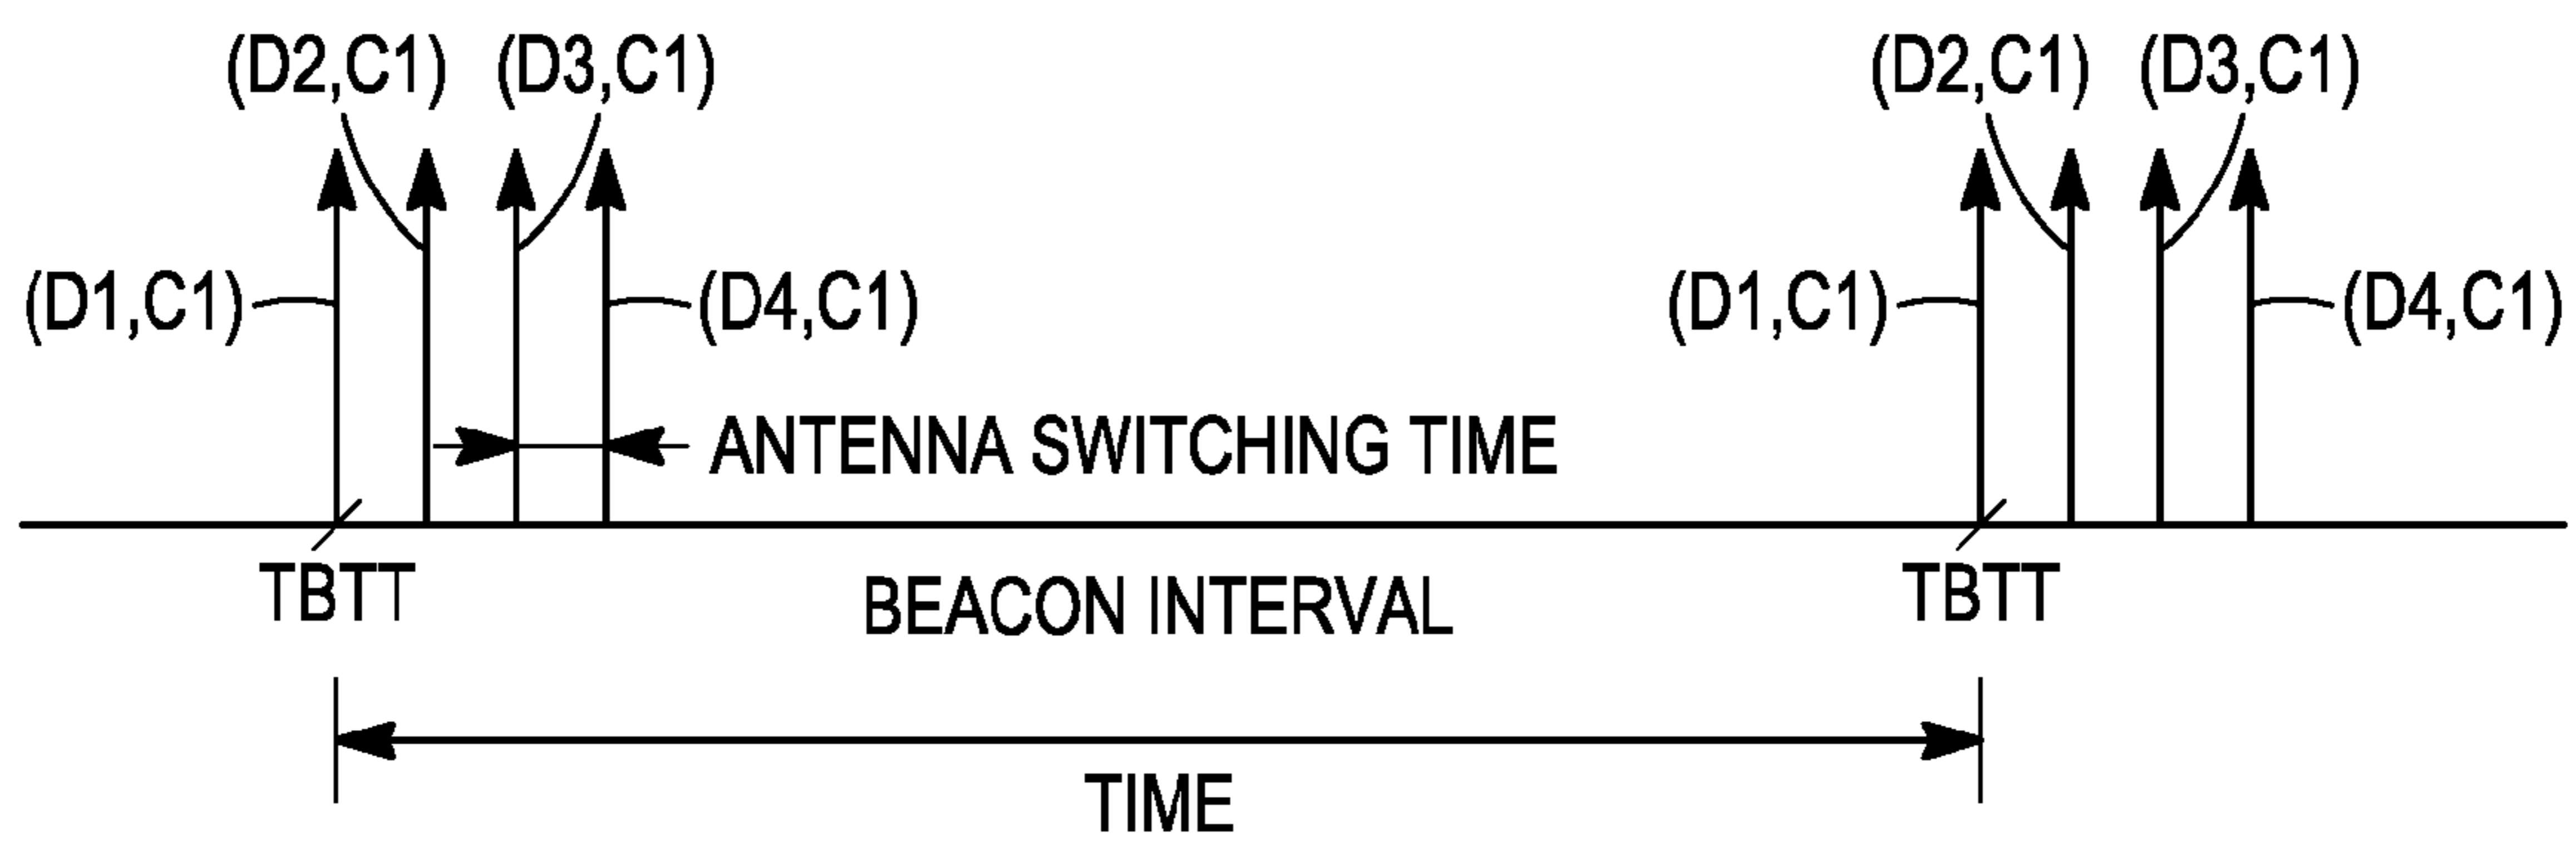 (D2,C1) (D3,C1) (D2,C1) (D3,C1)
(D1,C1) (D4,C1) (D1,C1) (D4,C1)
ANTENNA SWITCHING TIME
TBTT BEACON INTERVAL TBTT
TIME